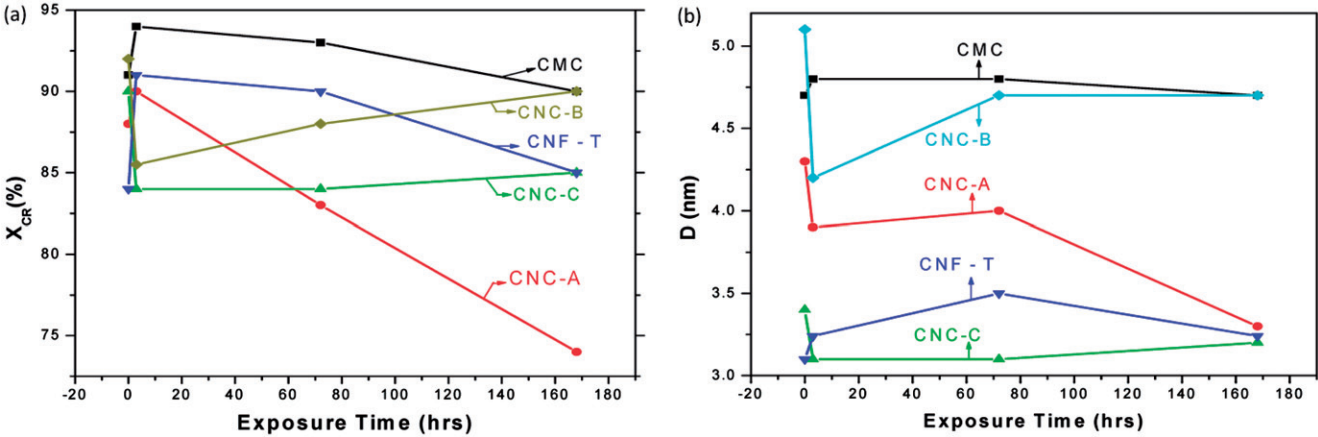 (a)
95
90
85
80
75
X_CR(%)
CMC
CNC-B
CNF - T
CNC-C
CNC-A
-20 0 20 40 60 80 100 120 140 160 180
Exposure Time (hrs)
(b)
5.0
4.5
4.0
3.5
3.0
D (nm)
CMC
CNC-B
CNC-A
CNF - T
CNC-C
-20 0 20 40 60 80 100 120 140 160 180
Exposure Time (hrs)